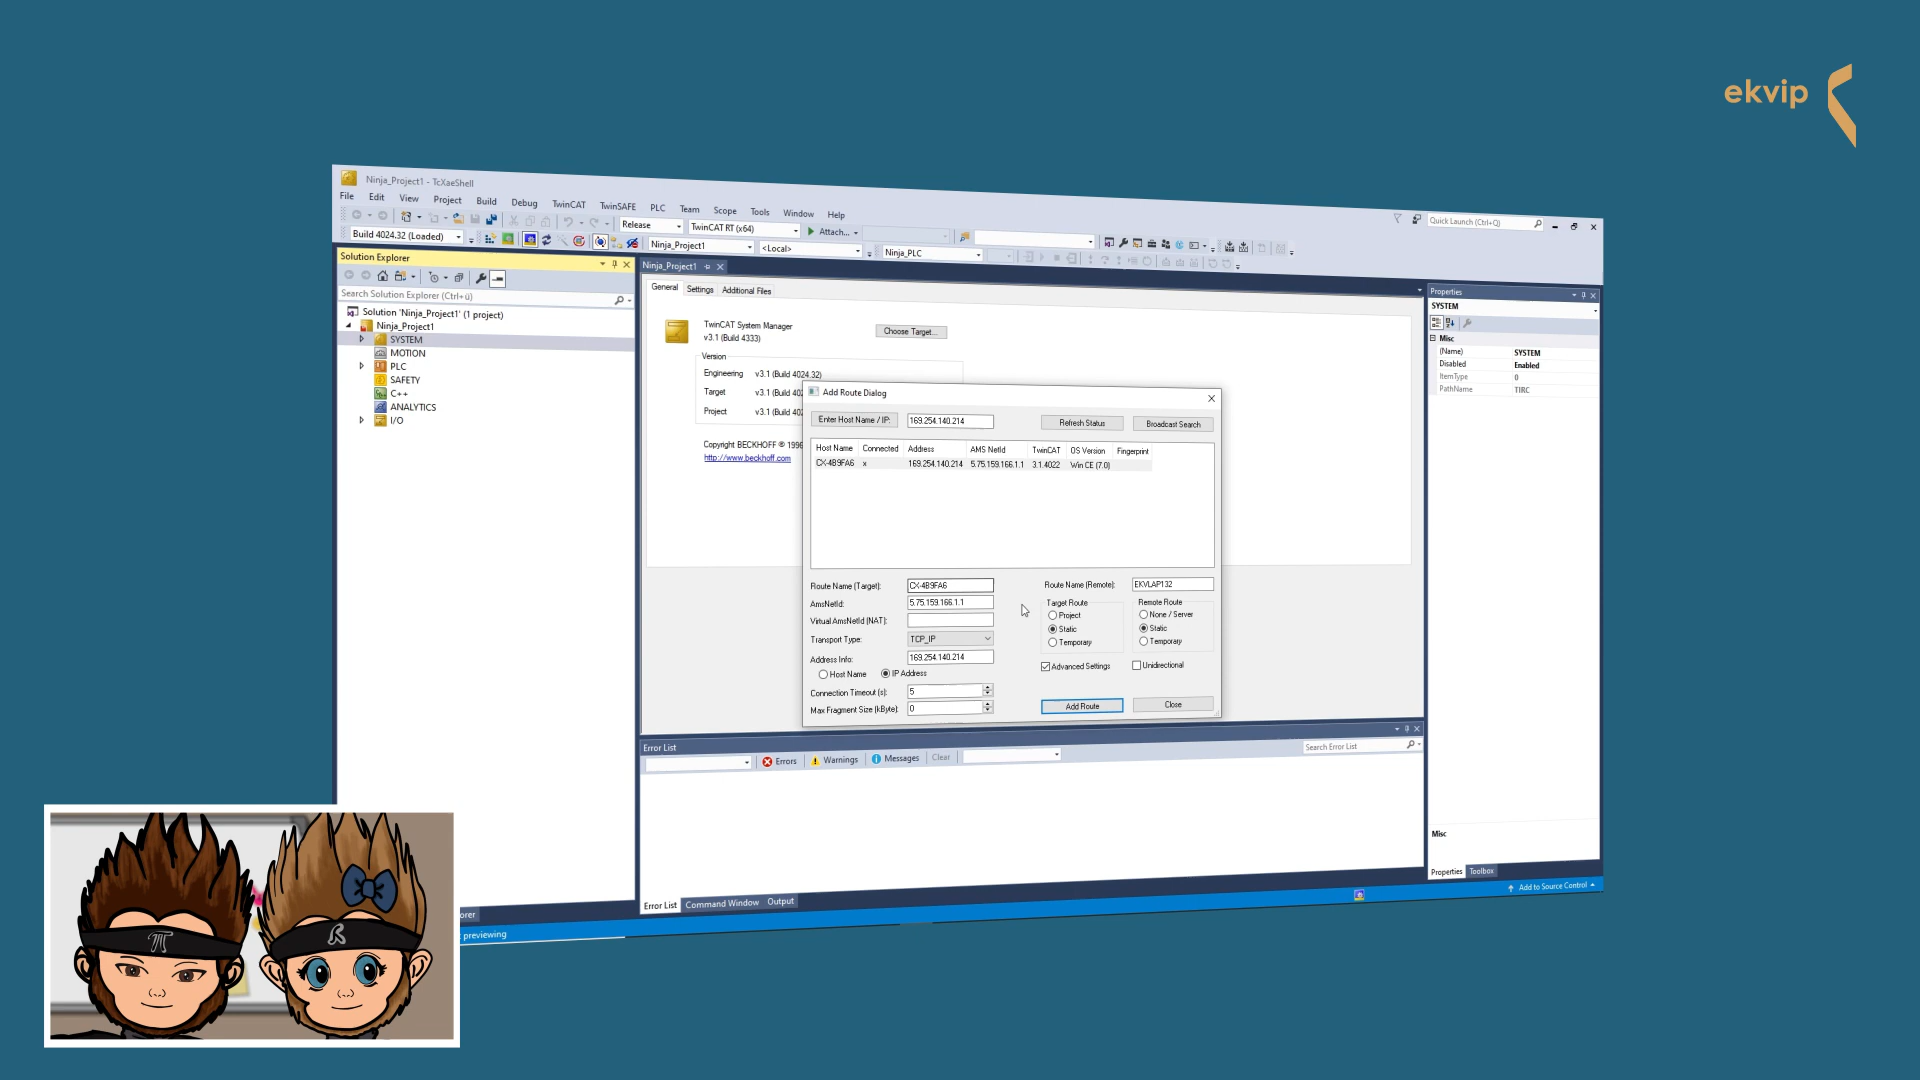 ekvip
Ninja_Project1 - TcXaeShell
Quick Launch (Ctrl+Q)
File Edit View Project Build Debug TwinCAT TwinSAFE PLC Team Scope Tools Window Help
Release TwinCAT RT (x64) Attach...
Build 4024.32 (Loaded) Ninja_Project1 <Local> Ninja_PLC
Solution Explorer
Search Solution Explorer (Ctrl+ü)
Solution 'Ninja_Project1' (1 project)
Ninja_Project1
SYSTEM
MOTION
PLC
SAFETY
C++
ANALYTICS
I/O
Ninja_Project1
General Settings Additional Files
TwinCAT System Manager
v3.1 (Build 4333)
Choose Target...
Version
Engineering v3.1 (Build 4024.32)
Target v3.1 (Build 402
Project v3.1 (Build 402
Copyright BECKHOFF © 1996
http://www.beckhoff.com
Add Route Dialog
Enter Host Name / IP: 169.254.140.214 Refresh Status Broadcast Search
Host Name Connected Address AMS NetId TwinCAT OS Version Fingerprint
CX-4B9FA6 x 169.254.140.214 5.75.159.166.1.1 3.1.4022 Win CE (7.0)
Route Name (Target): CX-4B9FA6
AmsNetId: 5.75.159.166.1.1
Virtual AmsNetId (NAT):
Transport Type: TCP_IP
Address Info: 169.254.140.214
Host Name IP Address
Connection Timeout (s): 5
Max Fragment Size (kByte): 0
Route Name (Remote): EKVLAP132
Target Route
Project
Static
Temporary
Remote Route
None / Server
Static
Temporary
Advanced Settings Unidirectional
Add Route Close
Properties
SYSTEM
Misc
(Name) SYSTEM
Disabled Enabled
ItemType 0
PathName TIRC
Misc
Properties Toolbox
Error List
Search Error List
Errors Warnings Messages Clear
Error List Command Window Output
orer
previewing
Add to Source Control
π
ß